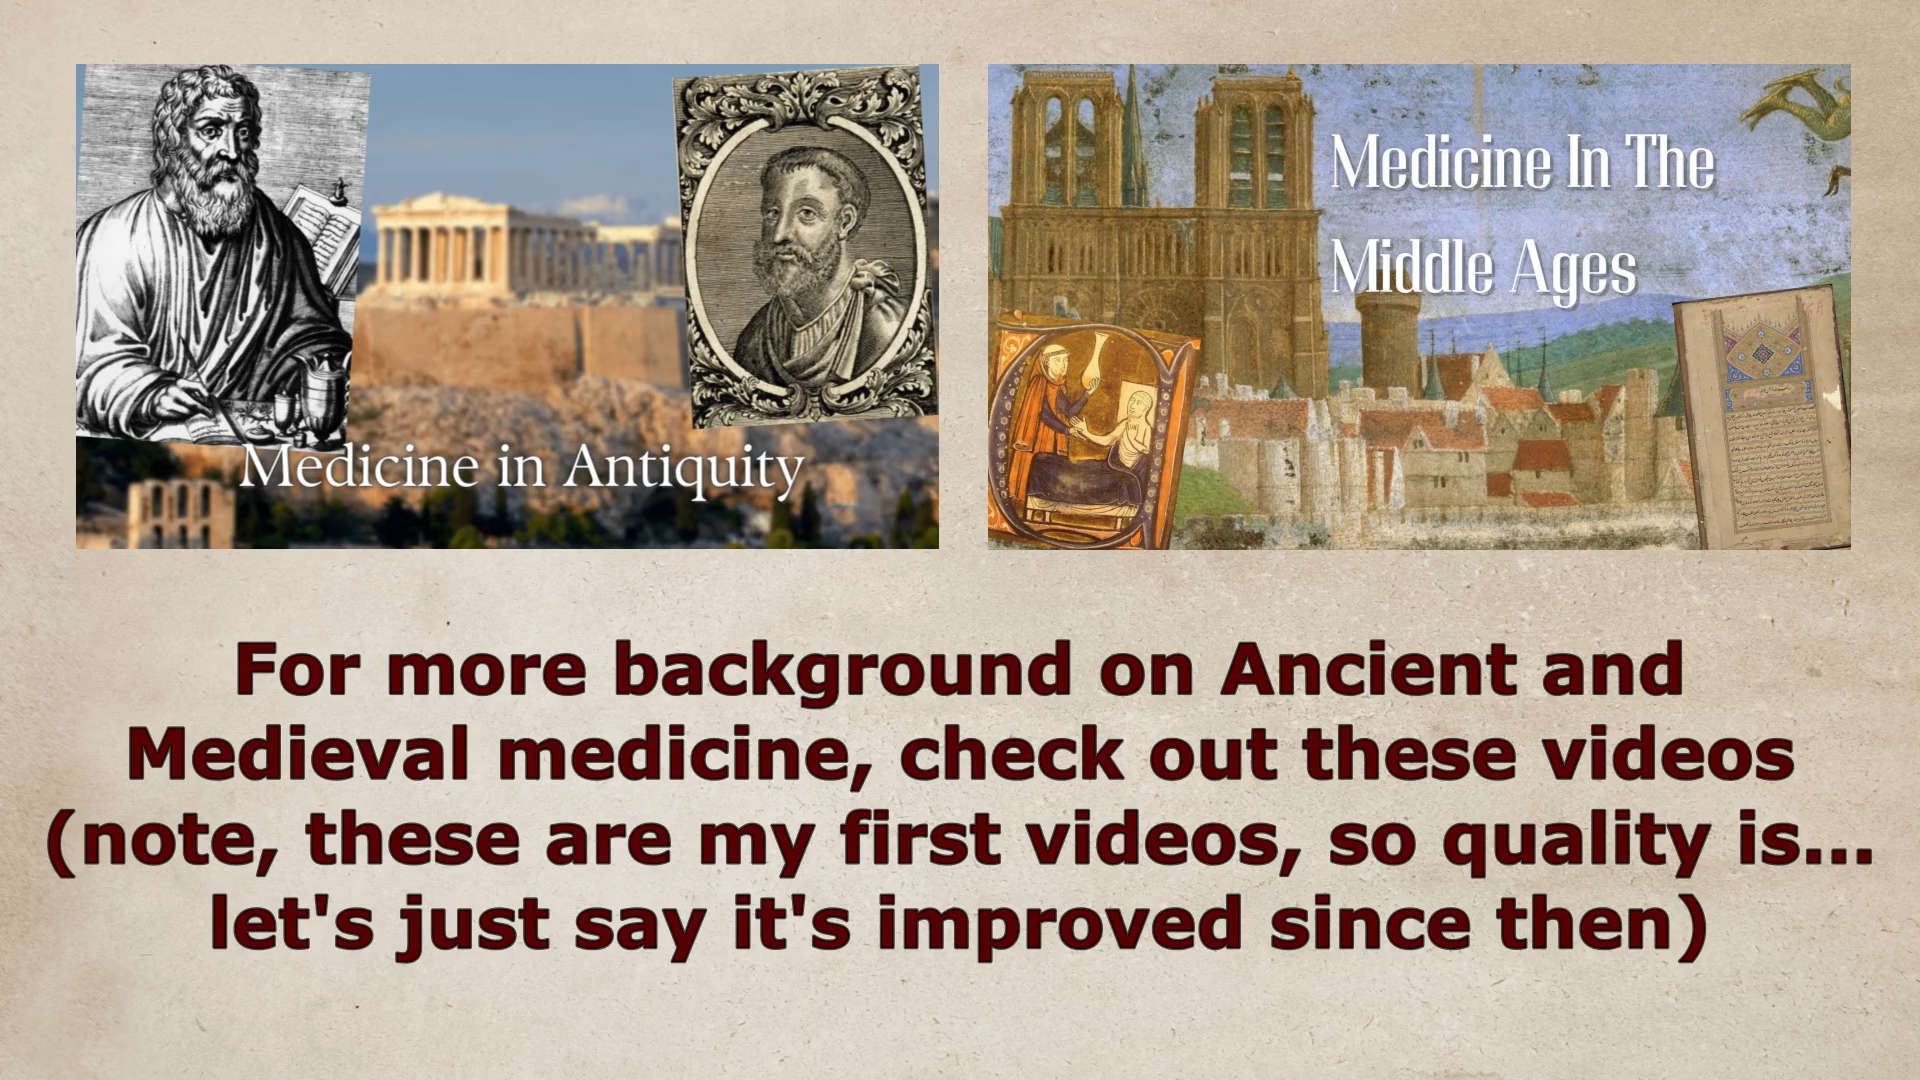 Medicine in Antiquity
Medicine In The
Middle Ages
For more background on Ancient and
Medieval medicine, check out these videos
(note, these are my first videos, so quality is...
let's just say it's improved since then)